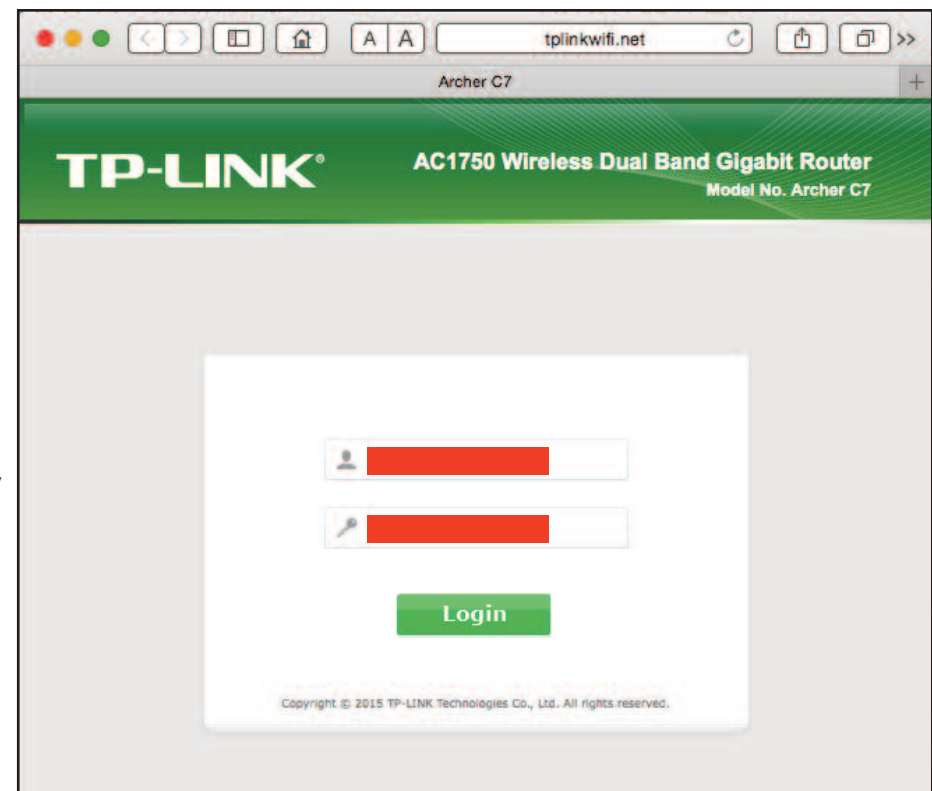 A A
tplinkwifi.net
>>
Archer C7
+
TP-LINK®
AC1750 Wireless Dual Band Gigabit Router
Model No. Archer C7
Login
Copyright © 2015 TP-LINK Technologies Co., Ltd. All rights reserved.